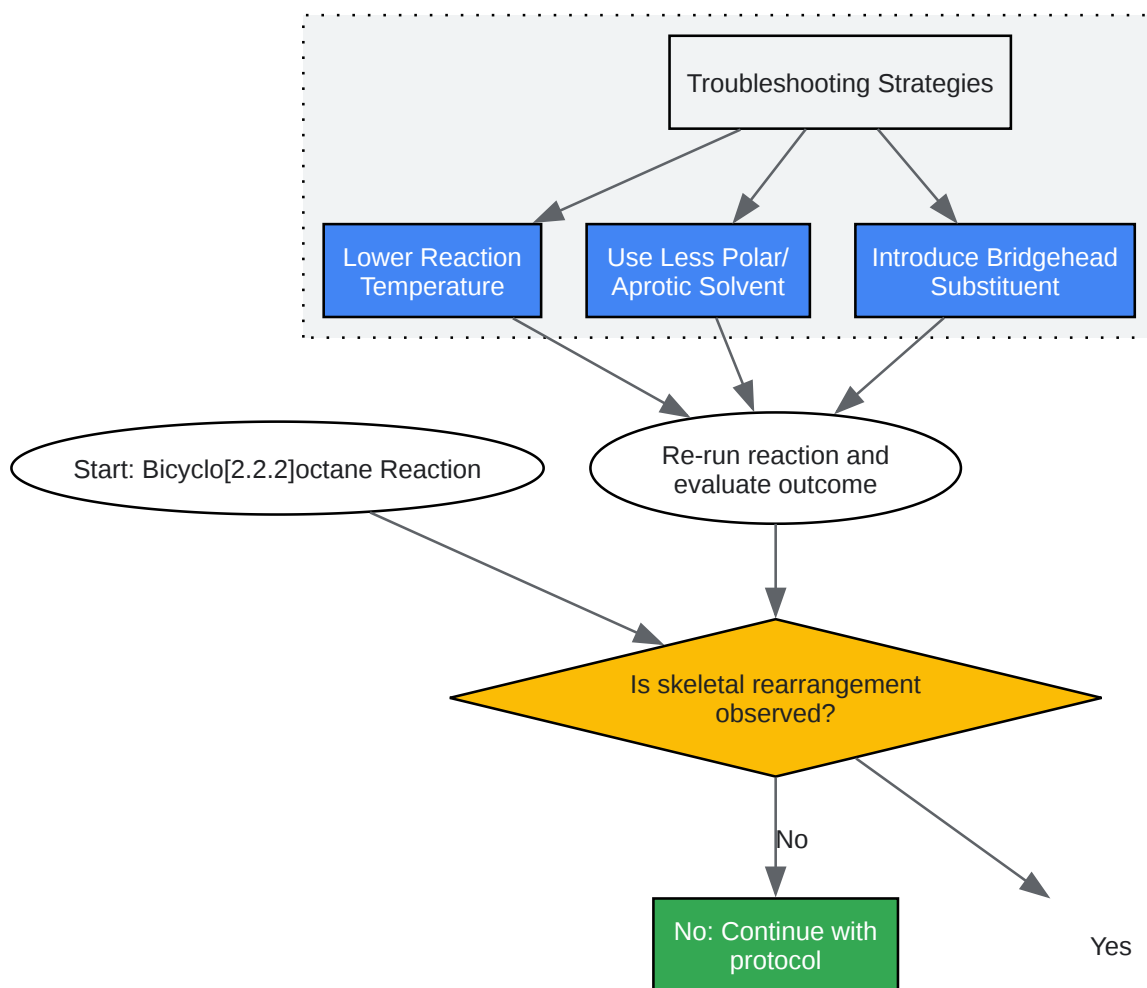 Troubleshooting Strategies
Lower Reaction
Temperature
Use Less Polar/
Aprotic Solvent
Introduce Bridgehead
Substituent
Start: Bicyclo[2.2.2]octane Reaction
Re-run reaction and
evaluate outcome
Is skeletal rearrangement
observed?
No
No: Continue with
protocol
Yes